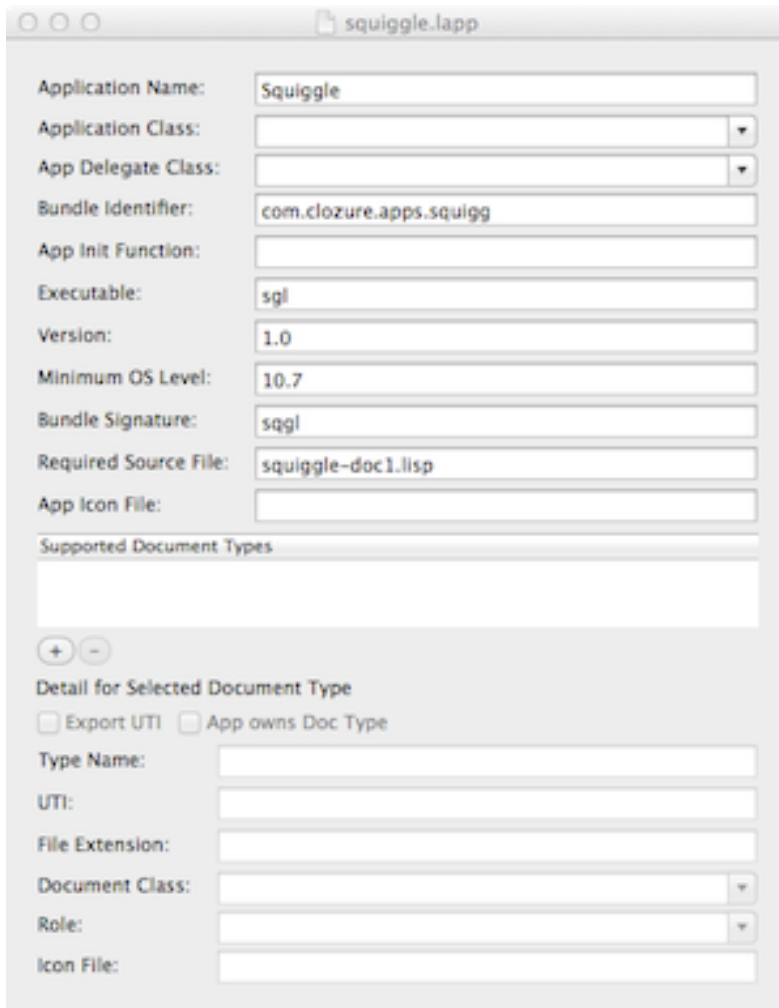 squiggle.lapp
Application Name: Squiggle
Application Class:
App Delegate Class:
Bundle Identifier: com.clozure.apps.squigg
App Init Function:
Executable: sgl
Version: 1.0
Minimum OS Level: 10.7
Bundle Signature: sqgl
Required Source File: squiggle-doc1.lisp
App Icon File:
Supported Document Types
+ -
Detail for Selected Document Type
Export UTI App owns Doc Type
Type Name:
UTI:
File Extension:
Document Class:
Role:
Icon File: